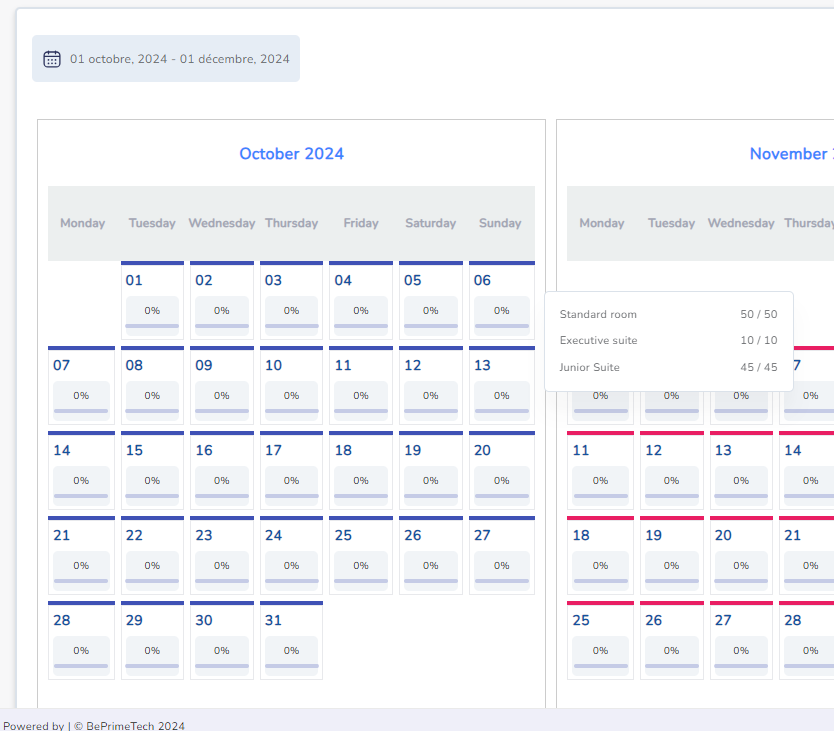 01 octobre, 2024 - 01 décembre, 2024
October 2024
Monday Tuesday Wednesday Thursday Friday Saturday Sunday
01 02 03 04 05 06
0% 0% 0% 0% 0% 0%
07 08 09 10 11 12 13
0% 0% 0% 0% 0% 0% 0%
14 15 16 17 18 19 20
0% 0% 0% 0% 0% 0% 0%
21 22 23 24 25 26 27
0% 0% 0% 0% 0% 0% 0%
28 29 30 31
0% 0% 0% 0%
November
Monday Tuesday Wednesday Thursday
Standard room 50 / 50
Executive suite 10 / 10
Junior Suite 45 / 45
7
0% 0% 0% 0%
11 12 13 14
0% 0% 0% 0%
18 19 20 21
0% 0% 0% 0%
25 26 27 28
0% 0% 0% 0%
Powered by | © BePrimeTech 2024